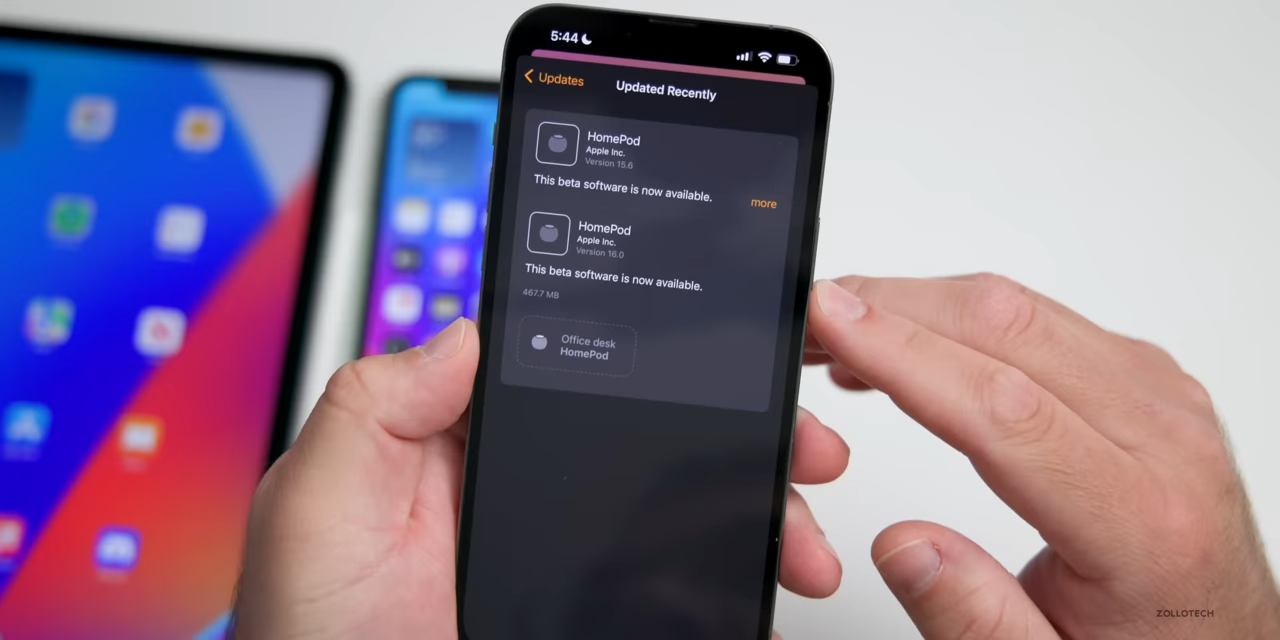 5:44
Updates
Updated Recently
HomePod
Apple Inc.
Version 15.6
This beta software is now available.
more
HomePod
Apple Inc.
Version 16.0
This beta software is now available.
467.7 MB
Office desk
HomePod
ZOLLOTECH